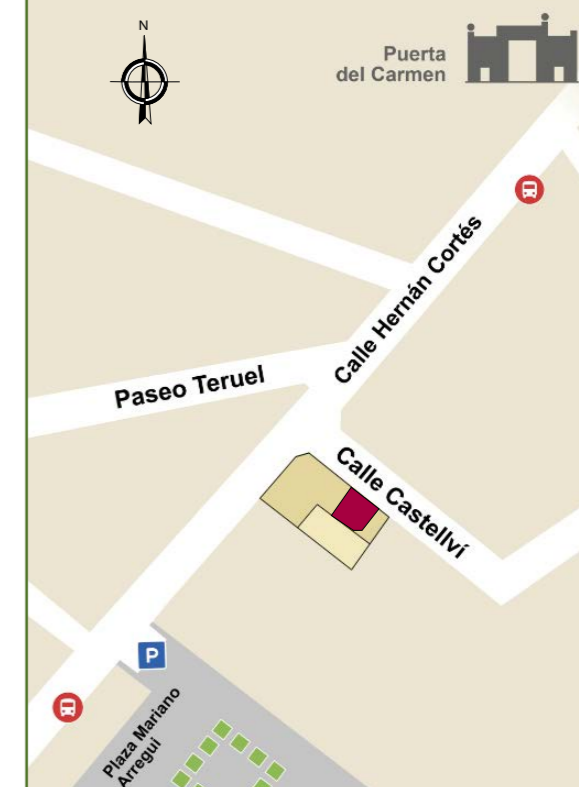 N
Puerta
del Carmen
Calle Hernán Cortés
Paseo Teruel
Calle Castellví
P
Plaza Mariano
Arregui